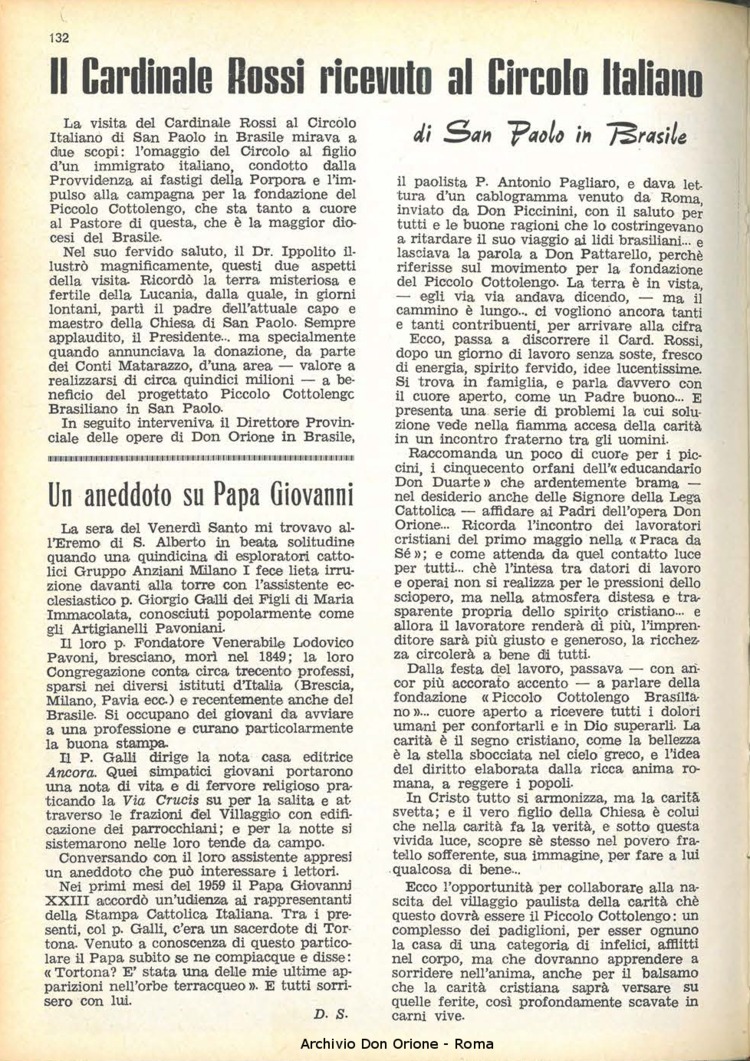 132
Il Cardinale Rossi ricevuto al Circolo Italiano
di San Paolo in Brasile
La visita del Cardinale Rossi al Circolo
Italiano di San Paolo in Brasile mirava a
due scopi: l'omaggio del Circolo al figlio
d'un immigrato italiano, condotto dalla
Provvidenza ai fastigi della Porpora e l'im-
pulso alla campagna per la fondazione del
Piccolo Cottolengo, che sta tanto a cuore
al Pastore di questa, che è la maggior dio-
cesi del Brasile.
Nel suo fervido saluto, il Dr. Ippolito il-
lustrò magnificamente, questi due aspetti
della visita. Ricordò la terra misteriosa e
fertile della Lucania, dalla quale, in giorni
lontani, partì il padre dell'attuale capo e
maestro della Chiesa di San Paolo. Sempre
applaudito, il Presidente... ma specialmente
quando annunciava la donazione, da parte
dei Conti Matarazzo, d'una area — valore a
realizzarsi di circa quindici milioni — a be-
neficio del progettato Piccolo Cottolengc
Brasiliano in San Paolo.
In seguito interveniva il Direttore Provin-
ciale delle opere di Don Orione in Brasile,
il paolista P. Antonio Pagliaro, e dava let-
tura d'un cablogramma venuto da Roma,
inviato da Don Piccinini, con il saluto per
tutti e le buone ragioni che lo costringevano
a ritardare il suo viaggio ai lidi brasiliani... e
lasciava la parola a Don Pattarello, perchè
riferisse sul movimento per la fondazione
del Piccolo Cottolengo. La terra è in vista,
— egli via via andava dicendo, — ma il
cammino è lungo... ci vogliono ancora tanti
e tanti contribuenti, per arrivare alla cifra
Ecco, passa a discorrere il Card. Rossi,
dopo un giorno di lavoro senza soste, fresco
di energia, spirito fervido, idee lucentissime.
Si trova in famiglia, e parla davvero con
il cuore aperto, come un Padre buono... E
presenta una serie di problemi la cui solu-
zione vede nella fiamma accesa della carità
in un incontro fraterno tra gli uomini.
Raccomanda un poco di cuore per i pic-
cini, i cinquecento orfani dell'« educandario
Don Duarte » che ardentemente brama —
nel desiderio anche delle Signore della Lega
Cattolica — affidare ai Padri dell'opera Don
Orione... Ricorda l'incontro dei lavoratori
cristiani del primo maggio nella « Praca da
Sé »; e come attenda da quel contatto luce
per tutti... chè l'intesa tra datori di lavoro
e operai non si realizza per le pressioni dello
sciopero, ma nella atmosfera distesa e tra-
sparente propria dello spirito cristiano... e
allora il lavoratore renderà di più, l'impren-
ditore sarà più giusto e generoso, la ricchez-
za circolerà a bene di tutti.
Dalla festa del lavoro, passava — con an-
cor più accorato accento — a parlare della
fondazione « Piccolo Cottolengo Brasilia-
no »... cuore aperto a ricevere tutti i dolori
umani per confortarli e in Dio superarli. La
carità è il segno cristiano, come la bellezza
è la stella sbocciata nel cielo greco, e l'idea
del diritto elaborata dalla ricca anima ro-
mana, a reggere i popoli.
In Cristo tutto si armonizza, ma la carità
svetta; e il vero figlio della Chiesa è colui
che nella carità fa la verità, e sotto questa
vivida luce, scopre sè stesso nel povero fra-
tello sofferente, sua immagine, per fare a lui
qualcosa di bene...
Ecco l'opportunità per collaborare alla na-
scita del villaggio paulista della carità chè
questo dovrà essere il Piccolo Cottolengo: un
complesso dei padiglioni, per esser ognuno
la casa di una categoria di infelici, afflitti
nel corpo, ma che dovranno apprendere a
sorridere nell'anima, anche per il balsamo
che la carità cristiana saprà versare su
quelle ferite, così profondamente scavate in
carni vive.
Un aneddoto su Papa Giovanni
La sera del Venerdì Santo mi trovavo al-
l'Eremo di S. Alberto in beata solitudine
quando una quindicina di esploratori catto-
lici Gruppo Anziani Milano I fece lieta irru-
zione davanti alla torre con l'assistente ec-
clesiastico p. Giorgio Galli dei Figli di Maria
Immacolata, conosciuti popolarmente come
gli Artigianelli Pavoniani.
Il loro p. Fondatore Venerabile Lodovico
Pavoni, bresciano, morì nel 1849; la loro
Congregazione conta circa trecento professi,
sparsi nei diversi istituti d'Italia (Brescia,
Milano, Pavia ecc.) e recentemente anche del
Brasile. Si occupano dei giovani da avviare
a una professione e curano particolarmente
la buona stampa.
Il P. Galli dirige la nota casa editrice
Ancora. Quei simpatici giovani portarono
una nota di vita e di fervore religioso pra-
ticando la Via Crucis su per la salita e at-
traverso le frazioni del Villaggio con edifi-
cazione dei parrocchiani; e per la notte si
sistemarono nelle loro tende da campo.
Conversando con il loro assistente appresi
un aneddoto che può interessare i lettori.
Nei primi mesi del 1959 il Papa Giovanni
XXIII accordò un'udienza ai rappresentanti
della Stampa Cattolica Italiana. Tra i pre-
senti, col p. Galli, c'era un sacerdote di Tor-
tona. Venuto a conoscenza di questo partico-
lare il Papa subito se ne compiacque e disse:
« Tortona? E' stata una delle mie ultime ap-
parizioni nell'orbe terracqueo ». E tutti sorri-
sero con lui.
D. S.
Archivio Don Orione - Roma